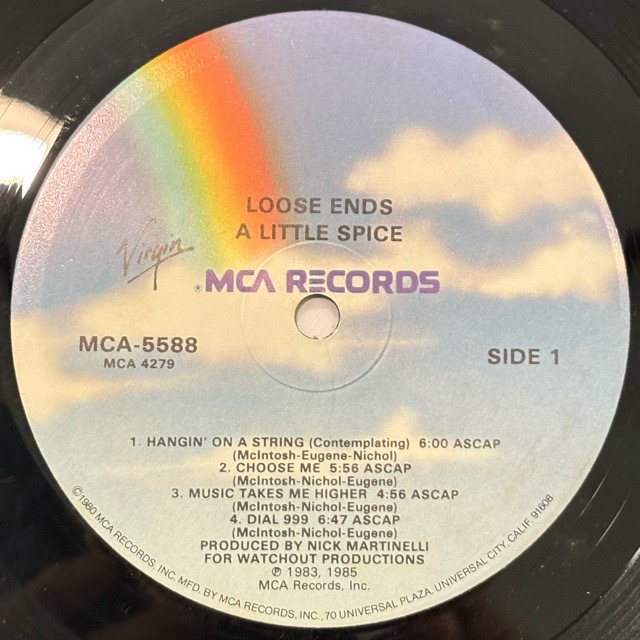 LOOSE ENDS
A LITTLE SPICE
Virgin
®MCA RECORDS
MCA-5588
MCA 4279
SIDE 1
1. HANGIN' ON A STRING (Contemplating) 6:00 ASCAP
(McIntosh-Eugene-Nichol)
2. CHOOSE ME 5:56 ASCAP
(McIntosh-Nichol-Eugene)
3. MUSIC TAKES ME HIGHER 4:56 ASCAP
(McIntosh-Nichol-Eugene)
4. DIAL 999 6:47 ASCAP
(McIntosh-Nichol-Eugene)
PRODUCED BY NICK MARTINELLI
FOR WATCHOUT PRODUCTIONS
℗ 1983, 1985
MCA Records, Inc.
©1980 MCA RECORDS, INC. MFD. BY MCA RECORDS, INC., 70 UNIVERSAL PLAZA, UNIVERSAL CITY, CALIF. 91608